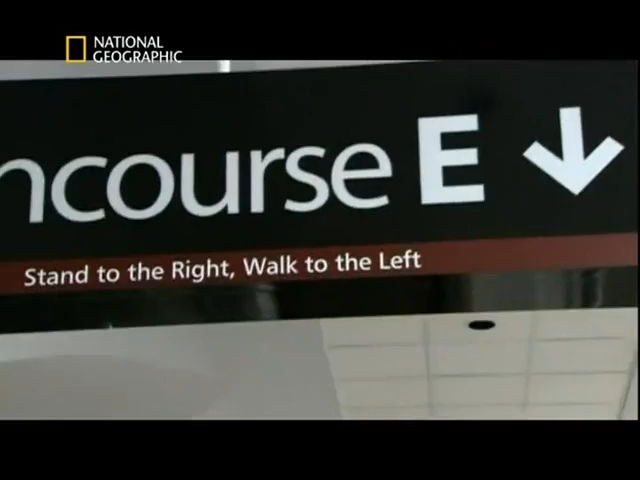 NATIONAL
GEOGRAPHIC
ncourse E
Stand to the Right, Walk to the Left